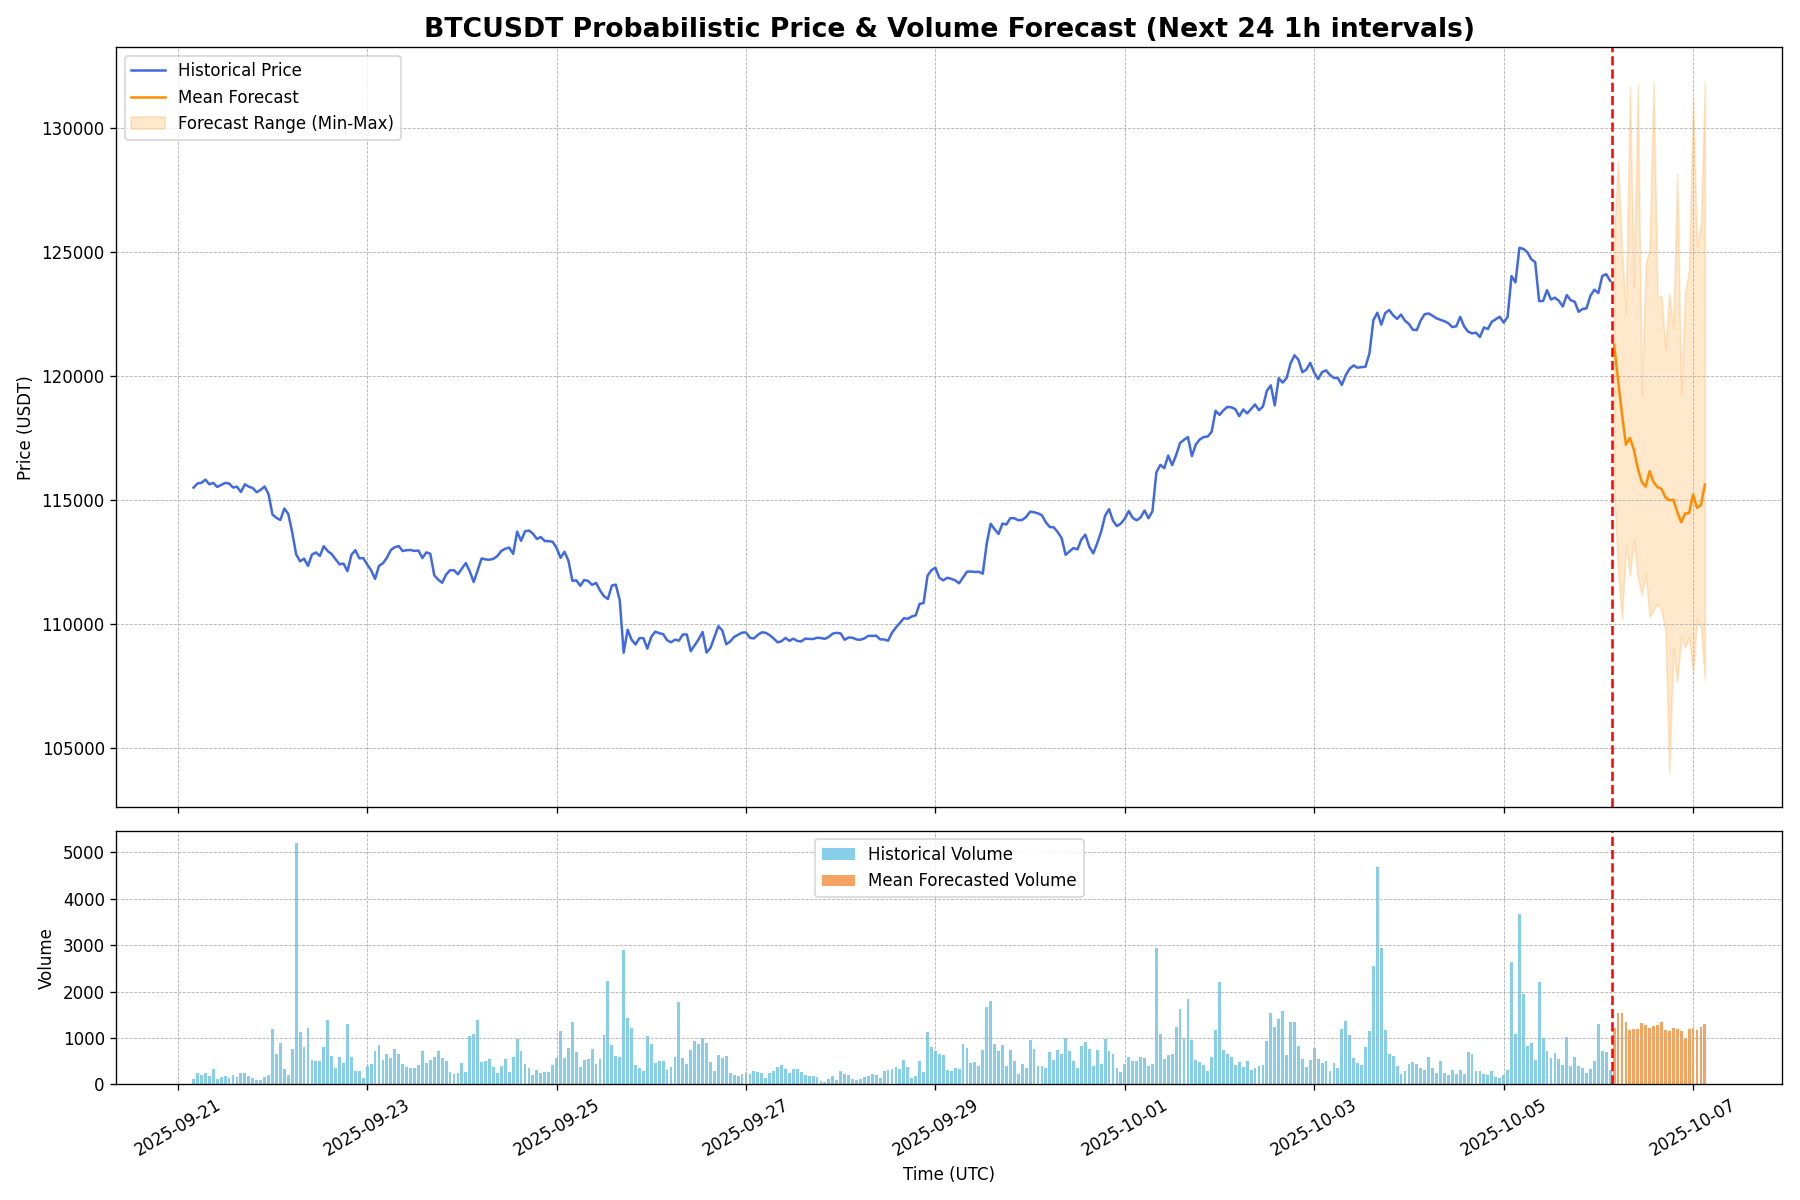 BTCUSDT Probabilistic Price & Volume Forecast (Next 24 1h intervals)
Historical Price
Mean Forecast
Forecast Range (Min-Max)
Price (USDT)
130000
125000
120000
115000
110000
105000
Historical Volume
Mean Forecasted Volume
Volume
5000
4000
3000
2000
1000
0
2025-09-21
2025-09-23
2025-09-25
2025-09-27
2025-09-29
2025-10-01
2025-10-03
2025-10-05
2025-10-07
Time (UTC)